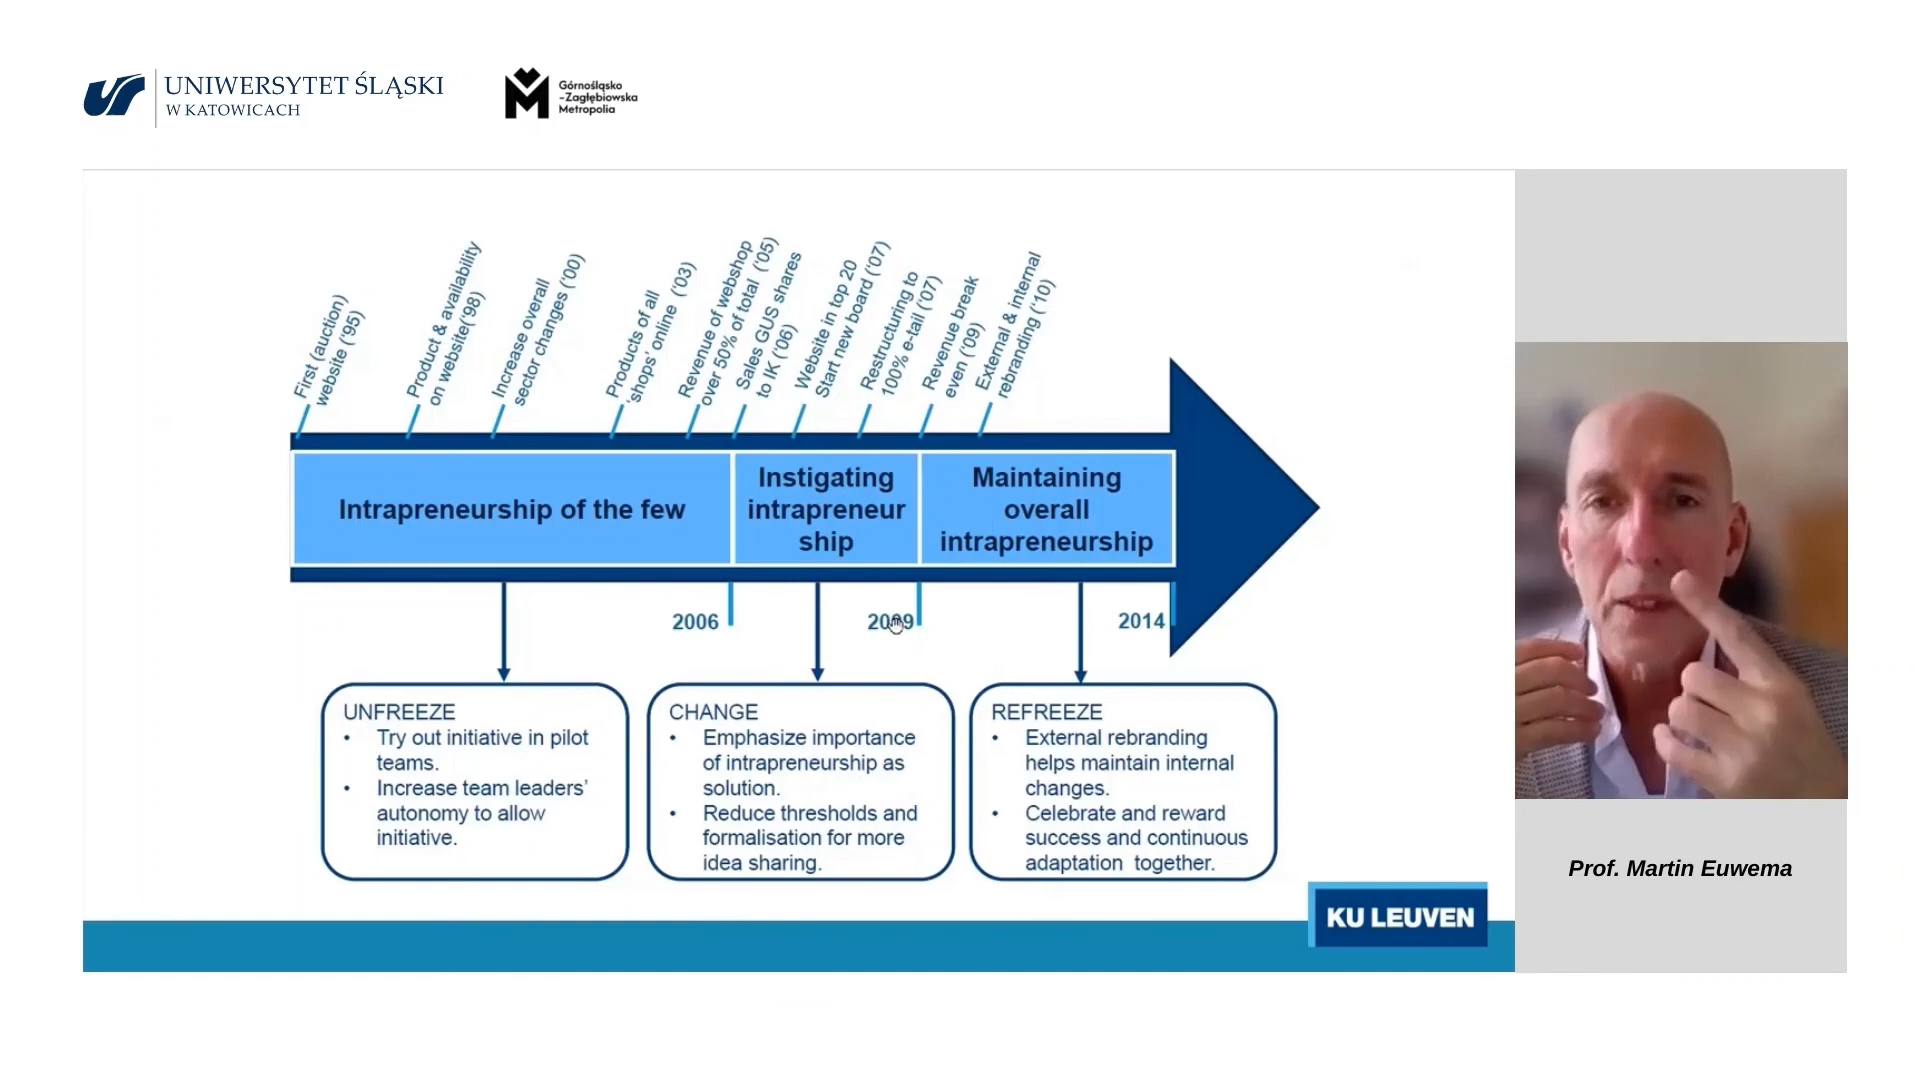 UNIWERSYTET ŚLĄSKI
W KATOWICACH
Górnośląsko
-Zagłębiowska
Metropolia
First (auction)
website ('95)
Product & availability
on website('98)
Increase overall
sector changes ('00)
Products of all
'shops' online ('03)
Revenue of webshop
over 50% of total ('05)
Sales GUS shares
to IK ('06)
Website in top 20
Start new board ('07)
Restructuring to
100% e-tail ('07)
Revenue break
even ('09)
External & internal
rebranding ('10)
Intrapreneurship of the few
Instigating
intrapreneur
ship
Maintaining
overall
intrapreneurship
2006
2009
2014
UNFREEZE
• Try out initiative in pilot
teams.
• Increase team leaders'
autonomy to allow
initiative.
CHANGE
• Emphasize importance
of intrapreneurship as
solution.
• Reduce thresholds and
formalisation for more
idea sharing.
REFREEZE
• External rebranding
helps maintain internal
changes.
• Celebrate and reward
success and continuous
adaptation together.
Prof. Martin Euwema
KU LEUVEN